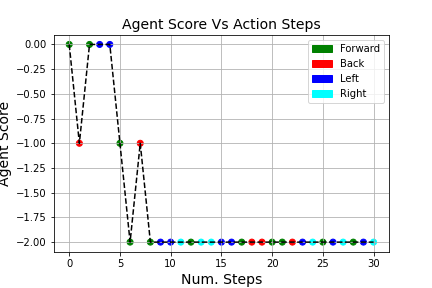 Agent Score Vs Action Steps
0.00
−0.25
−0.50
−0.75
−1.00
−1.25
−1.50
−1.75
−2.00
Agent Score
Forward
Back
Left
Right
0 5 10 15 20 25 30
Num. Steps